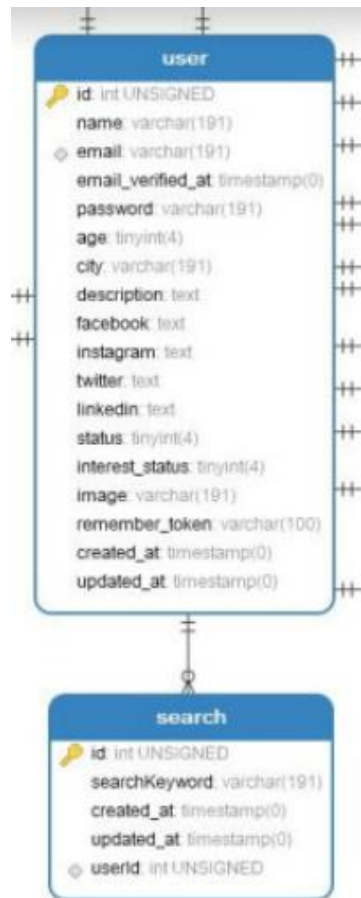 user
id: int UNSIGNED
name: varchar(191)
email: varchar(191)
email_verified_at: timestamp(0)
password: varchar(191)
age: tinyint(4)
city: varchar(191)
description: text
facebook: text
instagram: text
twitter: text
linkedin: text
status: tinyint(4)
interest_status: tinyint(4)
image: varchar(191)
remember_token: varchar(100)
created_at: timestamp(0)
updated_at: timestamp(0)
search
id: int UNSIGNED
searchKeyword: varchar(191)
created_at: timestamp(0)
updated_at: timestamp(0)
userId: int UNSIGNED